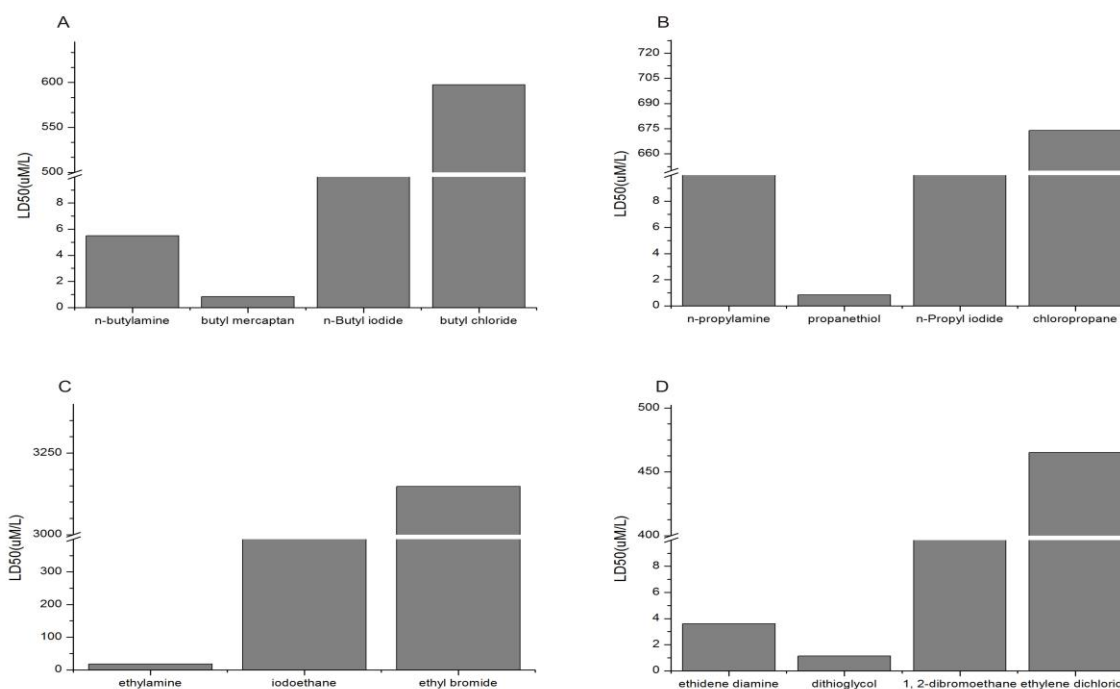 A
LD50(uM/L)
600
550
500
8
6
4
2
0
n-butylamine butyl mercaptan n-Butyl iodide butyl chloride
B
LD50(uM/L)
720
705
690
675
660
8
6
4
2
0
n-propylamine propanethiol n-Propyl iodide chloropropane
C
LD50(uM/L)
3250
3000
300
200
100
0
ethylamine iodoethane ethyl bromide
D
LD50(uM/L)
500
450
400
8
6
4
2
0
ethidene diamine dithioglycol 1, 2-dibromoethane ethylene dichlorid